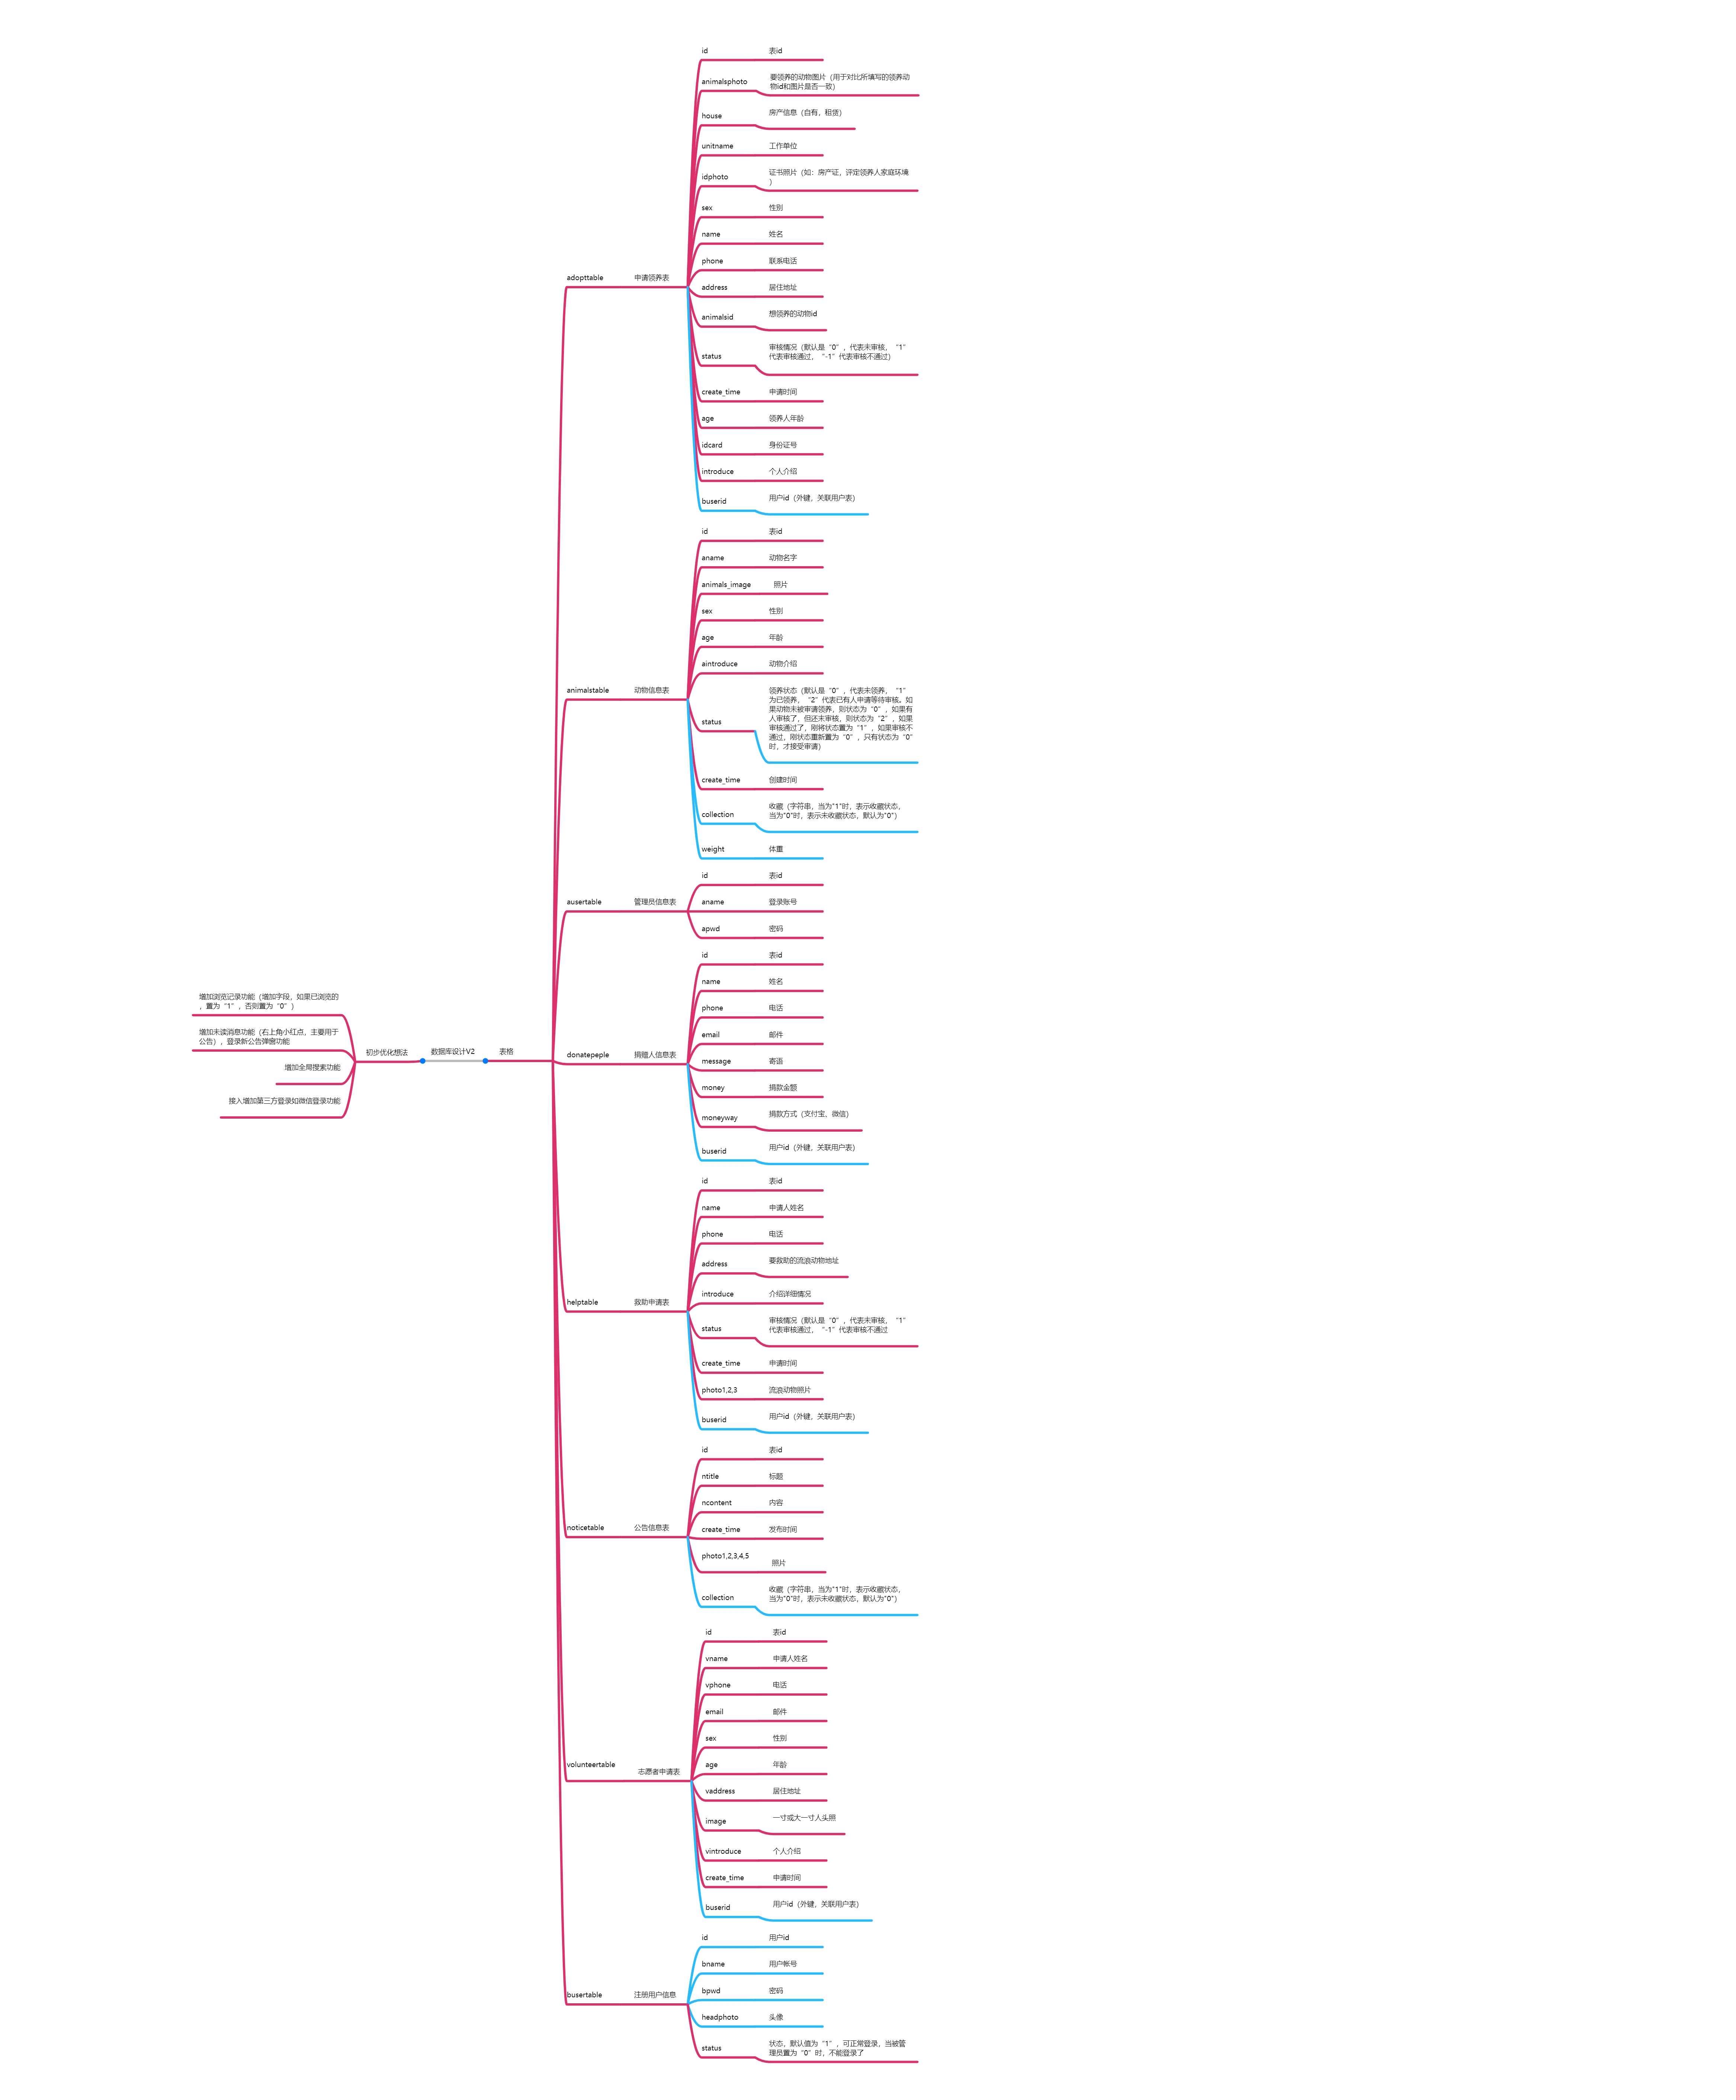 增加浏览记录功能（增加字段，如果已浏览的
，置为“1”，否则置为“0”）
增加未读消息功能（右上角小红点，主要用于
公告），登录新公告弹窗功能
增加全局搜索功能
接入增加第三方登录如微信登录功能
初步优化想法
数据库设计V2
表格
adopttable
申请领养表
id
表id
animalsphoto
要领养的动物图片（用于对比所填写的领养动
物id和图片是否一致）
house
房产信息（自有，租赁）
unitname
工作单位
idphoto
证书照片（如：房产证，评定领养人家庭环境
）
sex
性别
name
姓名
phone
联系电话
address
居住地址
animalsid
想领养的动物id
status
审核情况（默认是“0”，代表未审核，“1”
代表审核通过，“-1”代表审核不通过）
create_time
申请时间
age
领养人年龄
idcard
身份证号
introduce
个人介绍
buserid
用户id（外键，关联用户表）
animalstable
动物信息表
id
表id
aname
动物名字
animals_image
照片
sex
性别
age
年龄
aintroduce
动物介绍
status
领养状态（默认是“0”，代表未领养，“1”
为已领养，“2”代表已有人申请等待审核。如
果动物未被审请领养，则状态为“0”，如果有
人审核了，但还未审核，则状态为“2”，如果
审核通过了，刚将状态置为“1”，如果审核不
通过，刚状态重新置为“0”，只有状态为“0”
时，才接受审请）
create_time
创建时间
collection
收藏（字符串，当为"1"时，表示收藏状态，
当为"0"时，表示未收藏状态，默认为"0"）
weight
体重
ausertable
管理员信息表
id
表id
aname
登录账号
apwd
密码
donatepeple
捐赠人信息表
id
表id
name
姓名
phone
电话
email
邮件
message
寄语
money
捐款金额
moneyway
捐款方式（支付宝，微信）
buserid
用户id（外键，关联用户表）
helptable
救助申请表
id
表id
name
申请人姓名
phone
电话
address
要救助的流浪动物地址
introduce
介绍详细情况
status
审核情况（默认是“0”，代表未审核，“1”
代表审核通过，“-1”代表审核不通过
create_time
申请时间
photo1,2,3
流浪动物照片
buserid
用户id（外键，关联用户表）
noticetable
公告信息表
id
表id
ntitle
标题
ncontent
内容
create_time
发布时间
photo1,2,3,4,5
照片
collection
收藏（字符串，当为"1"时，表示收藏状态，
当为"0"时，表示未收藏状态，默认为"0"）
volunteertable
志愿者申请表
id
表id
vname
申请人姓名
vphone
电话
email
邮件
sex
性别
age
年龄
vaddress
居住地址
image
一寸或大一寸人头照
vintroduce
个人介绍
create_time
申请时间
buserid
用户id（外键，关联用户表）
busertable
注册用户信息
id
用户id
bname
用户帐号
bpwd
密码
headphoto
头像
status
状态，默认值为“1”，可正常登录，当被管
理员置为“0”时，不能登录了